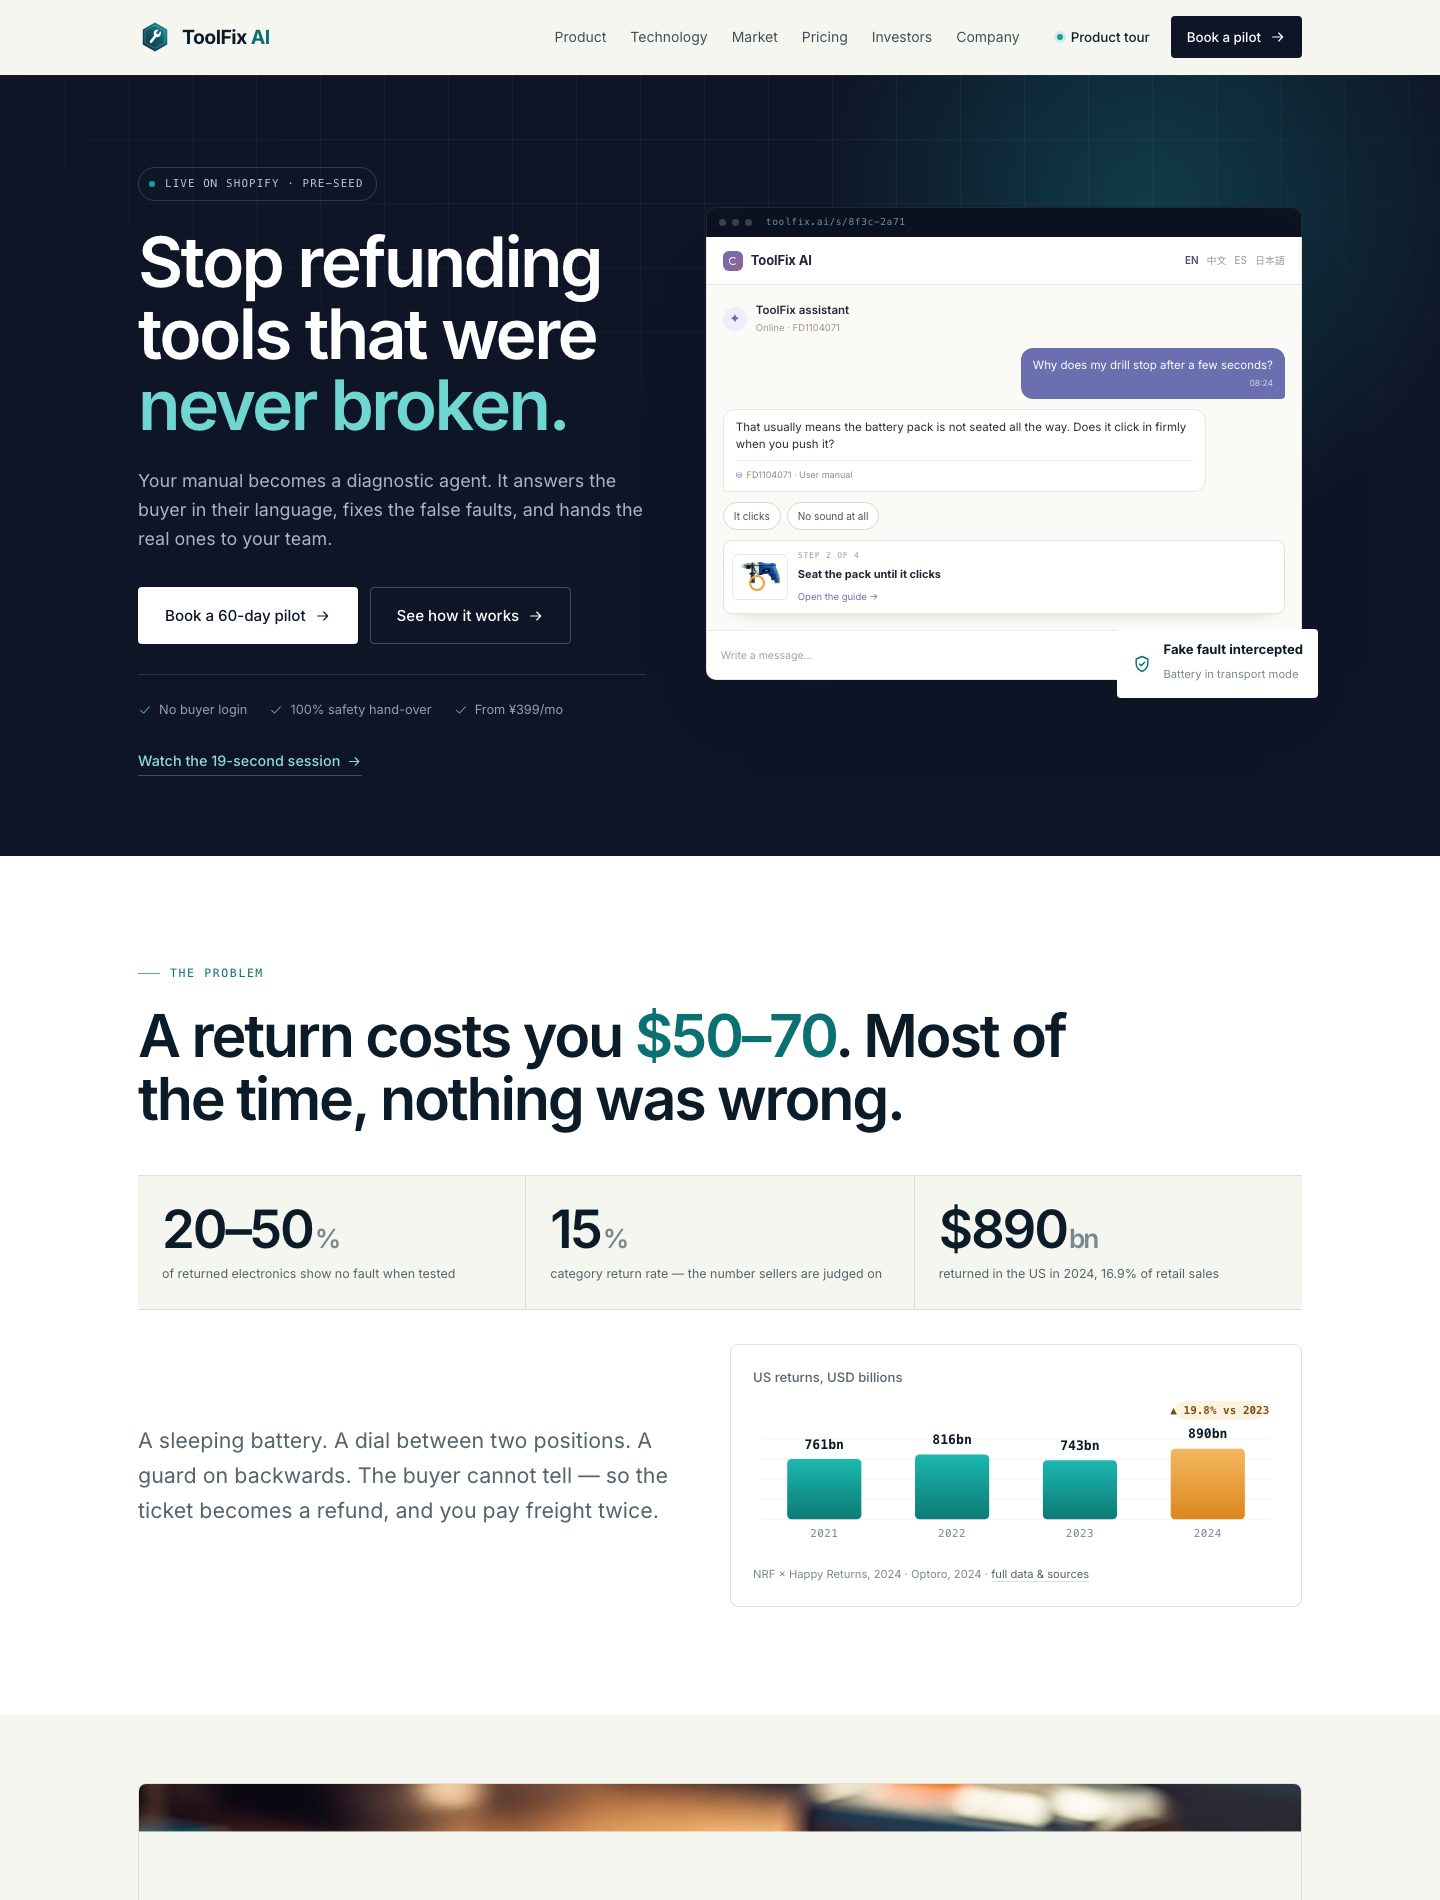 ToolFix AI
Product Technology Market Pricing Investors Company Product tour Book a pilot →
LIVE ON SHOPIFY · PRE-SEED
Stop refunding
tools that were
never broken.
Your manual becomes a diagnostic agent. It answers the
buyer in their language, fixes the false faults, and hands the
real ones to your team.
Book a 60-day pilot →
See how it works →
No buyer login
100% safety hand-over
From ¥399/mo
Watch the 19-second session →
toolfix.ai/s/8f3c-2a71
ToolFix AI
EN 中文 ES 日本語
ToolFix assistant
Online · FD1104071
Why does my drill stop after a few seconds?
08:24
That usually means the battery pack is not seated all the way. Does it click in firmly
when you push it?
FD1104071 · User manual
It clicks
No sound at all
STEP 2 OF 4
Seat the pack until it clicks
Open the guide →
Write a message...
Fake fault intercepted
Battery in transport mode
THE PROBLEM
A return costs you $50–70. Most of
the time, nothing was wrong.
20–50%
of returned electronics show no fault when tested
15%
category return rate — the number sellers are judged on
$890bn
returned in the US in 2024, 16.9% of retail sales
A sleeping battery. A dial between two positions. A
guard on backwards. The buyer cannot tell — so the
ticket becomes a refund, and you pay freight twice.
US returns, USD billions
▲ 19.8% vs 2023
761bn 816bn 743bn 890bn
2021 2022 2023 2024
NRF × Happy Returns, 2024 · Optoro, 2024 · full data & sources